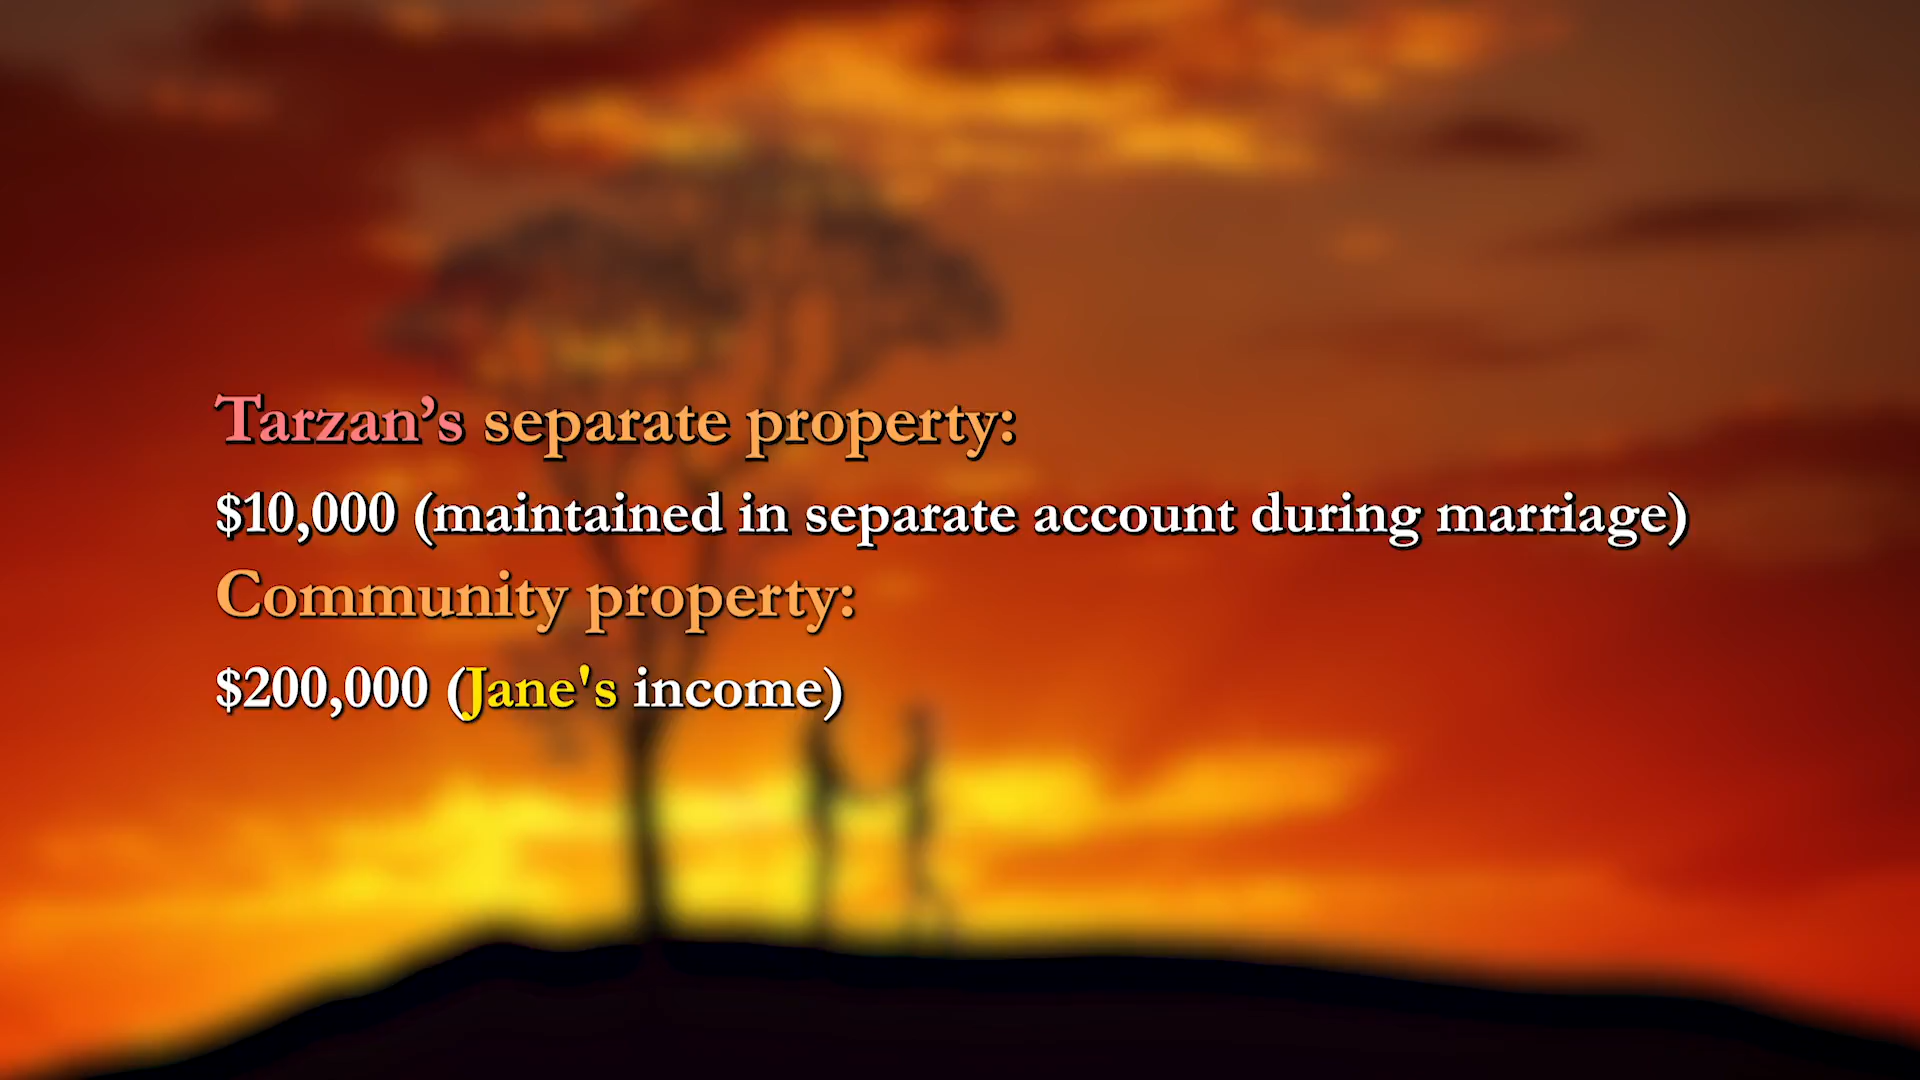 Tarzan’s separate property:
$10,000 (maintained in separate account during marriage)
Community property:
$200,000 (Jane's income)